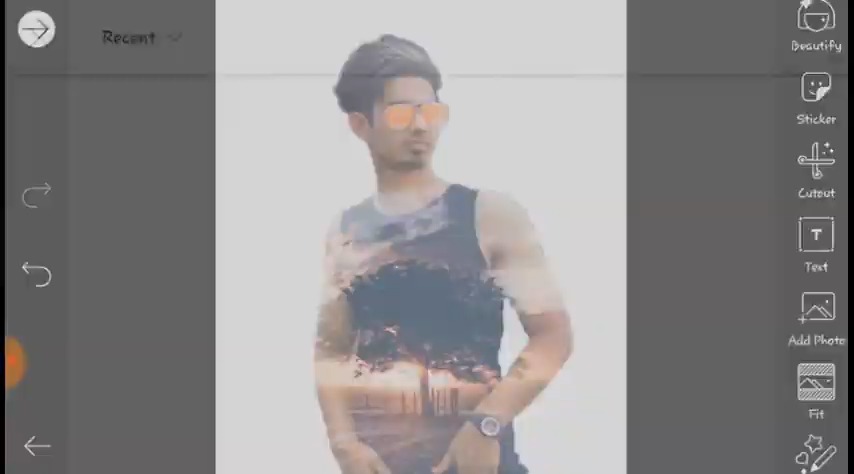 Recent
Beautify
Sticker
Cutout
T
Text
Add Photo
Fit